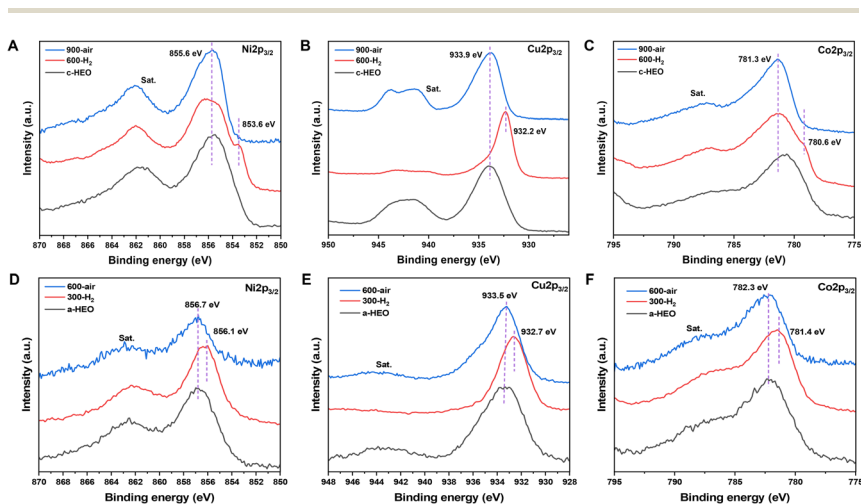 A
Ni2p3/2
900-air
600-H2
c-HEO
855.6 eV
Sat.
853.6 eV
Intensity (a.u.)
870 868 866 864 862 860 858 856 854 852 850
Binding energy (eV)
B
Cu2p3/2
900-air
600-H2
c-HEO
933.9 eV
Sat.
932.2 eV
Intensity (a.u.)
950 945 940 935 930
Binding energy (eV)
C
Co2p3/2
900-air
600-H2
c-HEO
781.3 eV
Sat.
780.6 eV
Intensity (a.u.)
795 790 785 780 775
Binding energy (eV)
D
Ni2p3/2
600-air
300-H2
a-HEO
856.7 eV
856.1 eV
Sat.
Intensity (a.u.)
870 868 866 864 862 860 858 856 854 852 850
Binding energy (eV)
E
Cu2p3/2
600-air
300-H2
a-HEO
933.5 eV
932.7 eV
Sat.
Intensity (a.u.)
948 946 944 942 940 938 936 934 932 930 928
Binding energy (eV)
F
Co2p3/2
600-air
300-H2
a-HEO
782.3 eV
781.4 eV
Sat.
Intensity (a.u.)
795 790 785 780 775
Binding energy (eV)